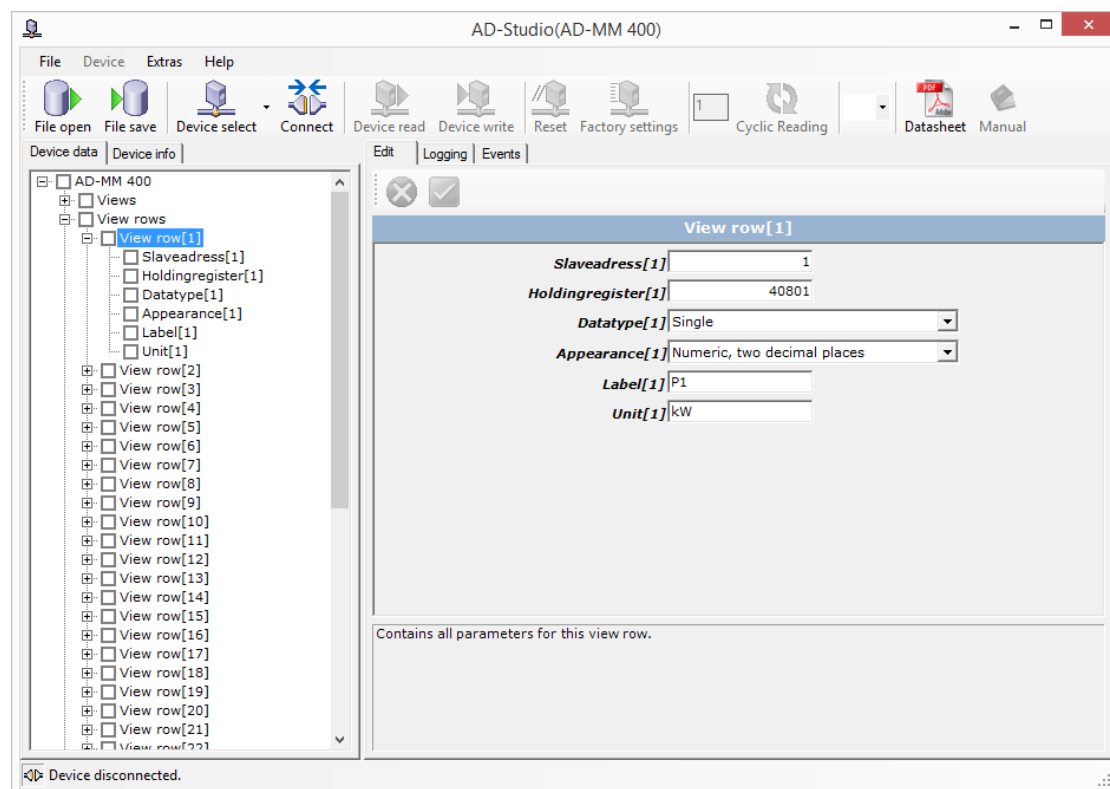 AD-Studio(AD-MM 400)
File Device Extras Help
File open File save Device select Connect Device read Device write Reset Factory settings 1 Cyclic Reading PDF Datasheet Manual
Device data Device info
Edit Logging Events
AD-MM 400
Views
View rows
View row[1]
Slaveadress[1]
Holdingregister[1]
Datatype[1]
Appearance[1]
Label[1]
Unit[1]
View row[2]
View row[3]
View row[4]
View row[5]
View row[6]
View row[7]
View row[8]
View row[9]
View row[10]
View row[11]
View row[12]
View row[13]
View row[14]
View row[15]
View row[16]
View row[17]
View row[18]
View row[19]
View row[20]
View row[21]
View row[22]
View row[1]
Slaveadress[1] 1
Holdingregister[1] 40801
Datatype[1] Single
Appearance[1] Numeric, two decimal places
Label[1] P1
Unit[1] kW
Contains all parameters for this view row.
Device disconnected.